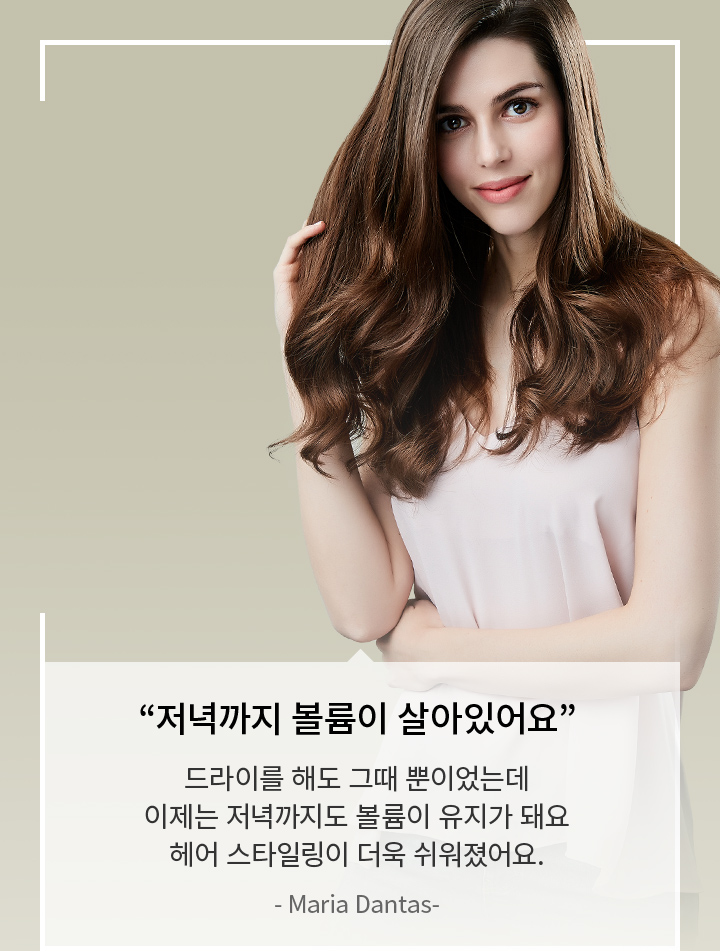 “저녁까지 볼륨이 살아있어요”
드라이를 해도 그때 뿐이었는데
이제는 저녁까지도 볼륨이 유지가 돼요
헤어 스타일링이 더욱 쉬워졌어요.
- Maria Dantas-